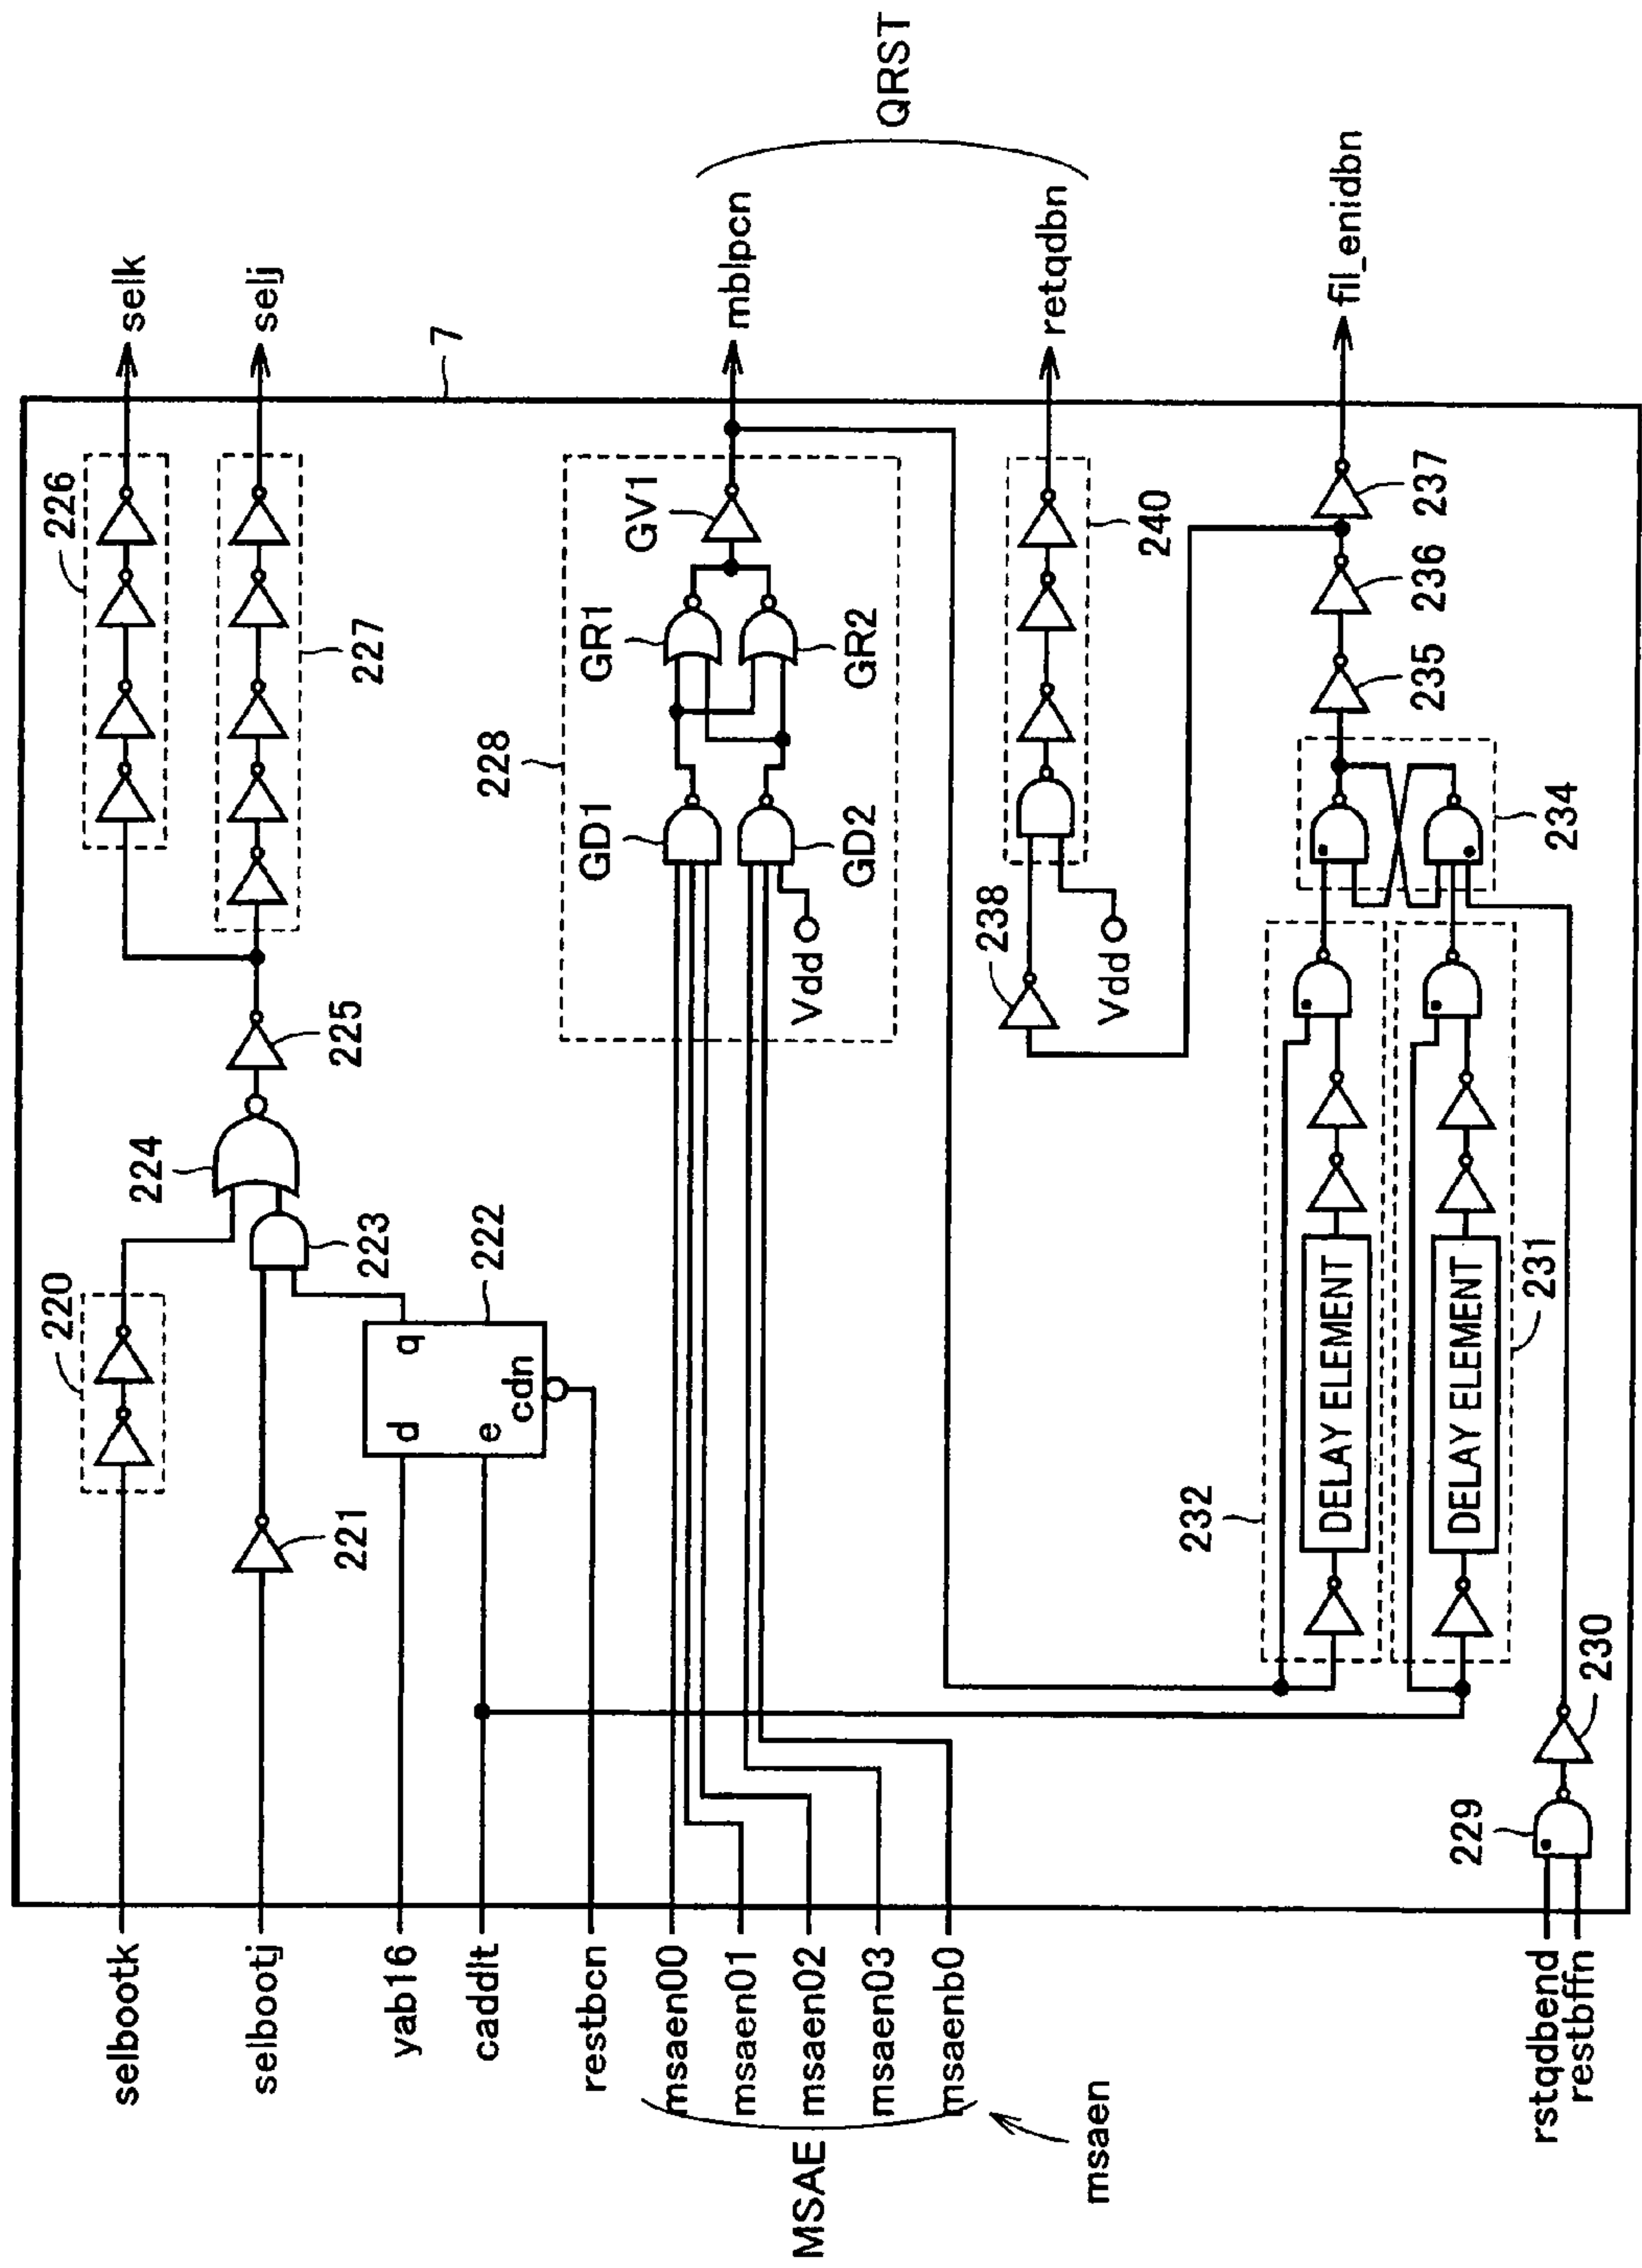 selbootk
selbootj
yab16
caddlt
restbcn
msaen00
msaen01
msaen02
msaen03
msaenb0
MSAE
msaen
rstqdbend
restbffn
220
221
222
d
q
e
cdn
223
224
225
226
227
selk
selj
7
228
GD1
GD2
Vdd
GR1
GR2
GV1
mblpcn
QRST
retqdbn
238
Vdd
240
232
DELAY ELEMENT
DELAY ELEMENT
231
229
230
234
235
236
237
fil_enidbn